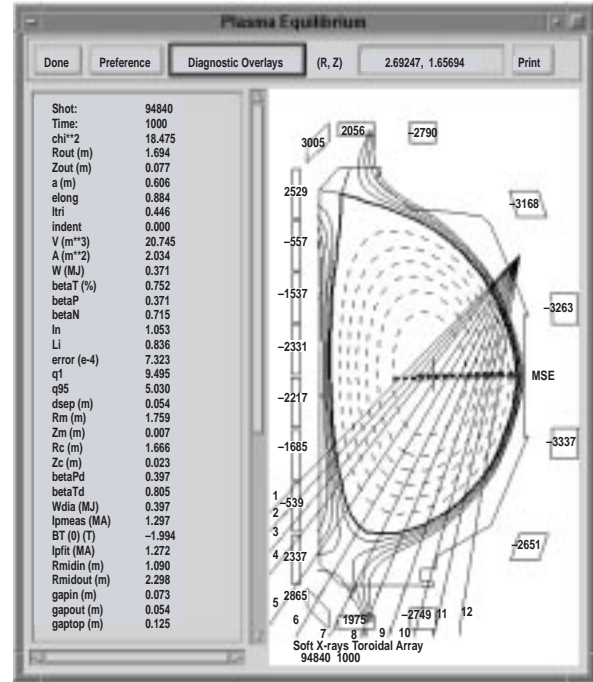 Plasma Equilibrium
Done Preference Diagnostic Overlays (R, Z) 2.69247, 1.65694 Print
Shot: 94840
Time: 1000
chi**2 18.475
Rout (m) 1.694
Zout (m) 0.077
a (m) 0.606
elong 0.884
ltri 0.446
indent 0.000
V (m**3) 20.745
A (m**2) 2.034
W (MJ) 0.371
betaT (%) 0.752
betaP 0.371
betaN 0.715
ln 1.053
Li 0.836
error (e-4) 7.323
q1 9.495
q95 5.030
dsep (m) 0.054
Rm (m) 1.759
Zm (m) 0.007
Rc (m) 1.666
Zc (m) 0.023
betaPd 0.397
betaTd 0.805
Wdia (MJ) 0.397
Ipmeas (MA) 1.297
BT (0) (T) –1.994
Ipfit (MA) 1.272
Rmidin (m) 1.090
Rmidout (m) 2.298
gapin (m) 0.073
gapout (m) 0.054
gaptop (m) 0.125
3005 2056 –2790
2529
–3168
–557
–1537
–3263
–2331
MSE
–2217
–1685
–3337
1
–539
2
3
4 2337
–2651
5 2865
6 1975 –2749 11 12
7 8 9 10
Soft X-rays Toroidal Array
94840 1000